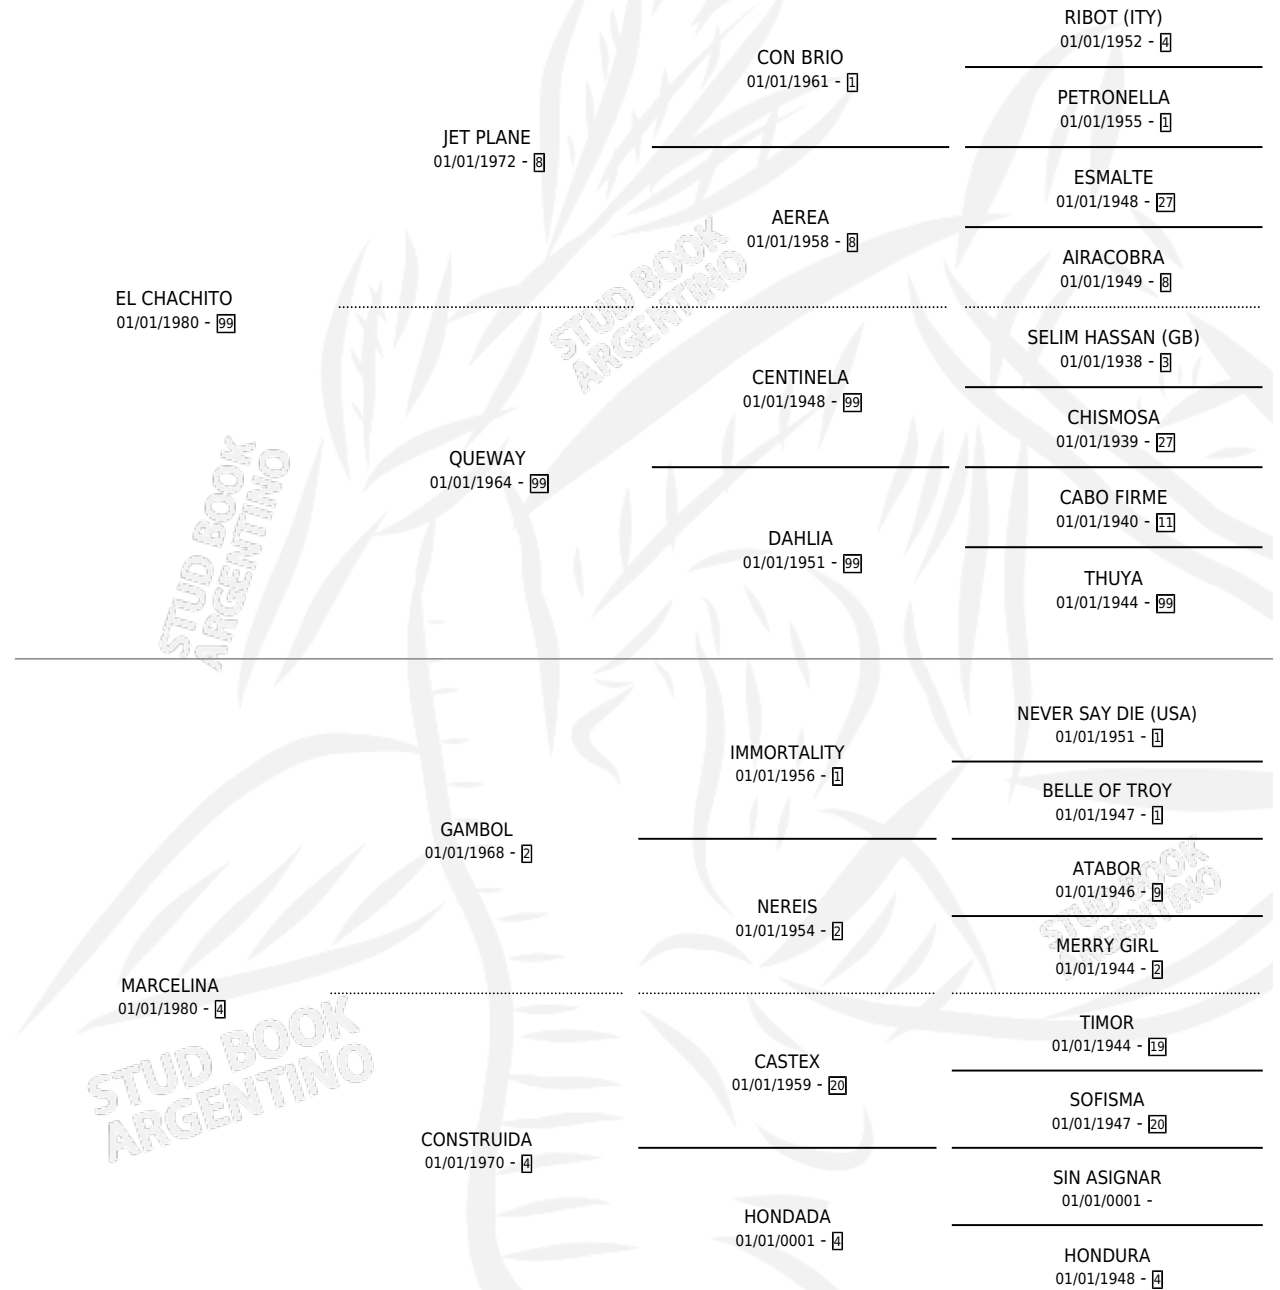 RIBOT (ITY)
01/01/1952 - 4
CON BRIO
01/01/1961 - 1
PETRONELLA
01/01/1955 - 1
JET PLANE
01/01/1972 - 8
ESMALTE
01/01/1948 - 27
AEREA
01/01/1958 - 8
AIRACOBRA
01/01/1949 - 8
EL CHACHITO
01/01/1980 - 99
SELIM HASSAN (GB)
01/01/1938 - 3
CENTINELA
01/01/1948 - 99
CHISMOSA
01/01/1939 - 27
QUEWAY
01/01/1964 - 99
CABO FIRME
01/01/1940 - 11
DAHLIA
01/01/1951 - 99
THUYA
01/01/1944 - 99
STUD BOOK
ARGENTINO
STUD BOOK
ARGENTINO
NEVER SAY DIE (USA)
01/01/1951 - 1
IMMORTALITY
01/01/1956 - 1
BELLE OF TROY
01/01/1947 - 1
GAMBOL
01/01/1968 - 2
ATABOR
01/01/1946 - 9
NEREIS
01/01/1954 - 2
MERRY GIRL
01/01/1944 - 2
MARCELINA
01/01/1980 - 4
TIMOR
01/01/1944 - 19
CASTEX
01/01/1959 - 20
SOFISMA
01/01/1947 - 20
CONSTRUIDA
01/01/1970 - 4
SIN ASIGNAR
01/01/0001 -
HONDADA
01/01/0001 - 4
HONDURA
01/01/1948 - 4
STUD BOOK
ARGENTINO
STUD BOOK
ARGENTINO